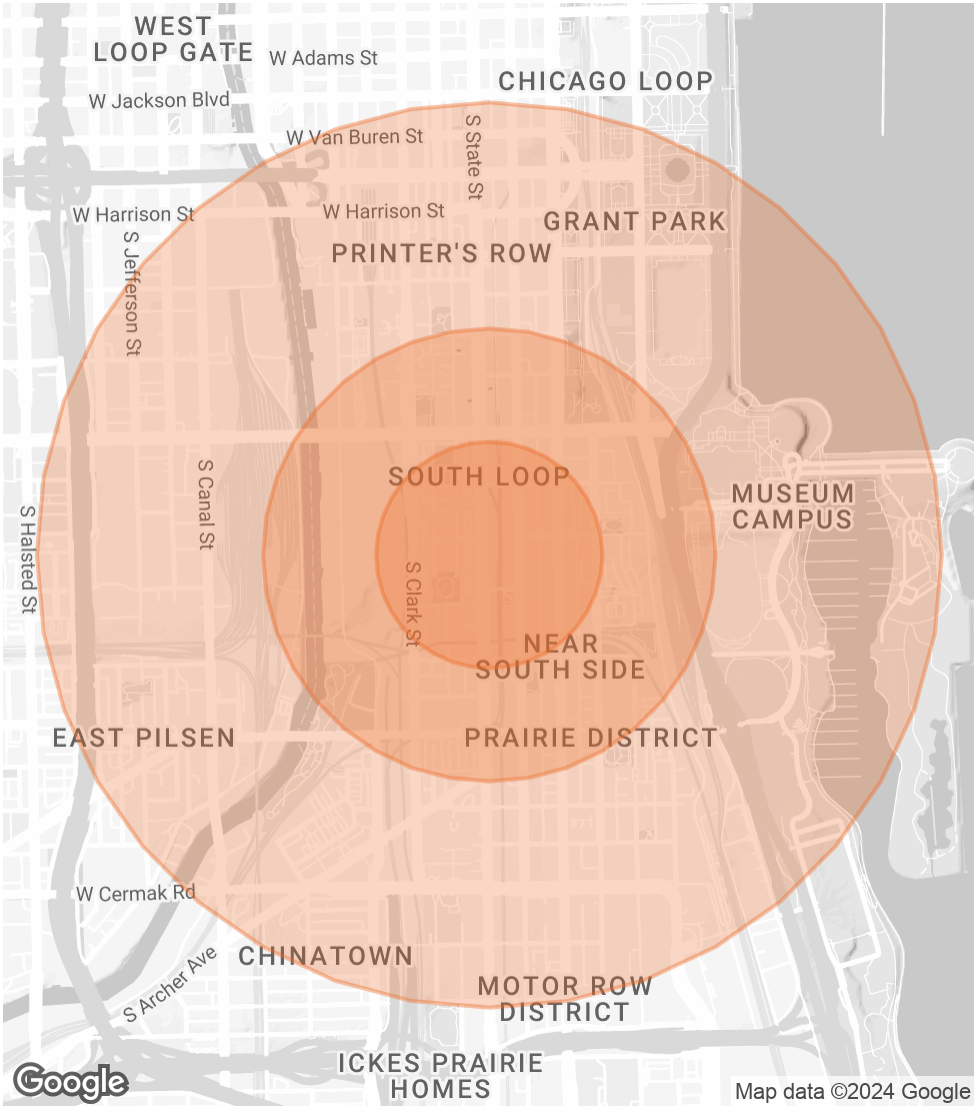 WEST
LOOP GATE
W Adams St
CHICAGO LOOP
W Jackson Blvd
W Van Buren St
S State St
W Harrison St
W Harrison St
GRANT PARK
S Jefferson St
PRINTER'S ROW
SOUTH LOOP
S Canal St
MUSEUM
CAMPUS
S Halsted St
S Clark St
NEAR
SOUTH SIDE
EAST PILSEN
PRAIRIE DISTRICT
W Cermak Rd
CHINATOWN
S Archer Ave
MOTOR ROW
DISTRICT
ICKES PRAIRIE
HOMES
Google
Map data ©2024 Google